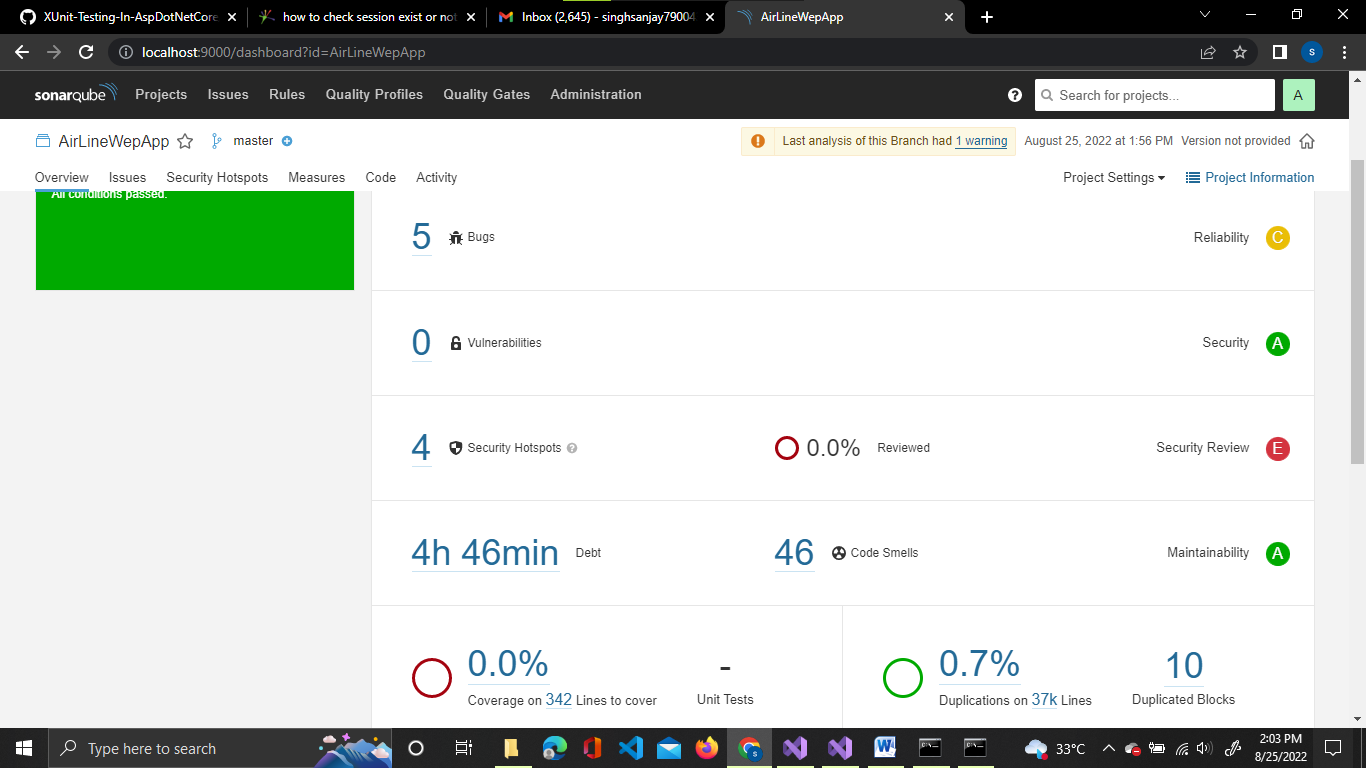 XUnit-Testing-In-AspDotNetCore
how to check session exist or not
Inbox (2,645) - singhsanjay79004
AirLineWepApp
localhost:9000/dashboard?id=AirLineWepApp
S
sonarqube Projects Issues Rules Quality Profiles Quality Gates Administration
? Search for projects... A
AirLineWepApp master
! Last analysis of this Branch had 1 warning August 25, 2022 at 1:56 PM Version not provided
Overview Issues Security Hotspots Measures Code Activity
Project Settings Project Information
All conditions passed.
5 Bugs Reliability C
0 Vulnerabilities Security A
4 Security Hotspots ? 0.0% Reviewed Security Review E
4h 46min Debt 46 Code Smells Maintainability A
0.0% - 0.7% 10
Coverage on 342 Lines to cover Unit Tests Duplications on 37k Lines Duplicated Blocks
Type here to search
33°C
2:03 PM
8/25/2022